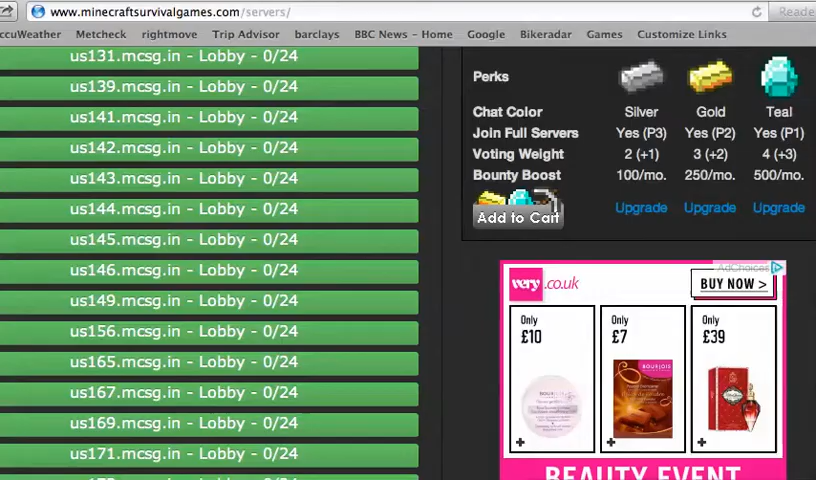 www.minecraftsurvivalgames.com/servers/
Reade
ccuWeather Metcheck rightmove Trip Advisor barclays BBC News - Home Google Bikeradar Games Customize Links
us131.mcsg.in - Lobby - 0/24
us139.mcsg.in - Lobby - 0/24
us141.mcsg.in - Lobby - 0/24
us142.mcsg.in - Lobby - 0/24
us143.mcsg.in - Lobby - 0/24
us144.mcsg.in - Lobby - 0/24
us145.mcsg.in - Lobby - 0/24
us146.mcsg.in - Lobby - 0/24
us149.mcsg.in - Lobby - 0/24
us156.mcsg.in - Lobby - 0/24
us165.mcsg.in - Lobby - 0/24
us167.mcsg.in - Lobby - 0/24
us169.mcsg.in - Lobby - 0/24
us171.mcsg.in - Lobby - 0/24
Perks
Chat Color Silver Gold Teal
Join Full Servers Yes (P3) Yes (P2) Yes (P1)
Voting Weight 2 (+1) 3 (+2) 4 (+3)
Bounty Boost 100/mo. 250/mo. 500/mo.
Add to Cart Upgrade Upgrade Upgrade
AdChoices
very.co.uk BUY NOW >
Only Only Only
£10 £7 £39
BOURJOIS
BEAUTY EVENT